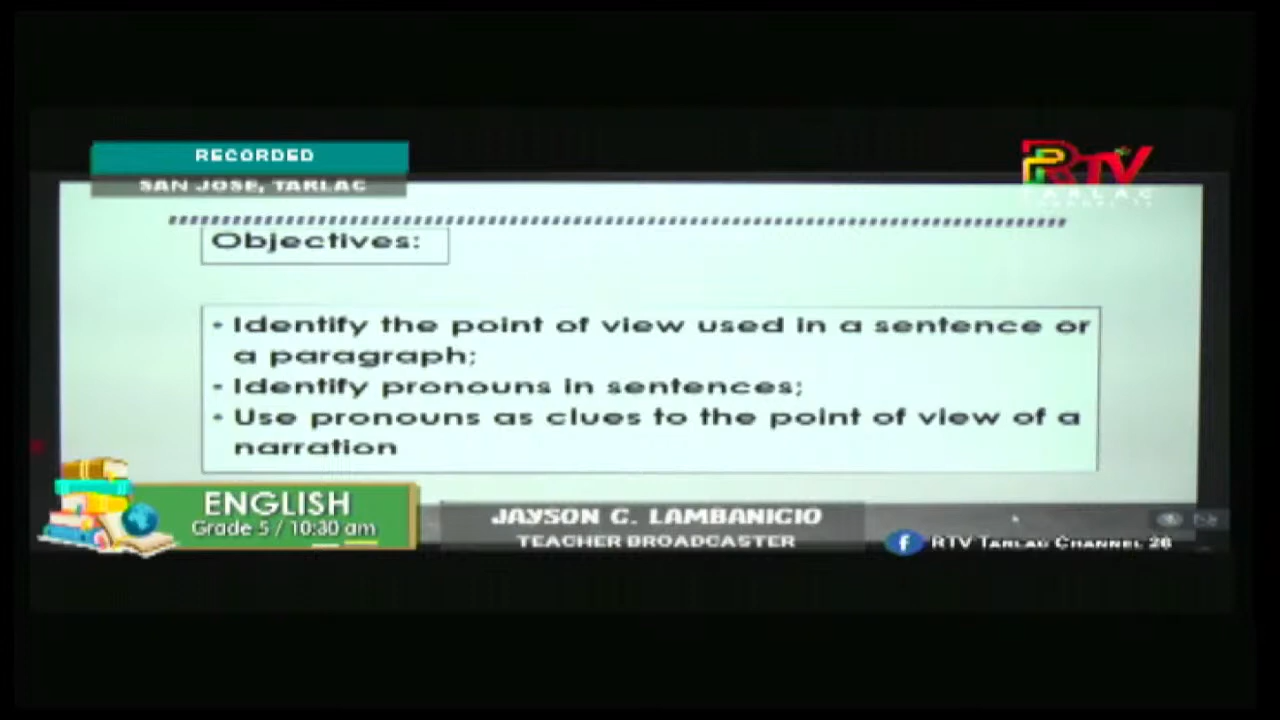 RECORDED
SAN JOSE, TARLAC
RTV
TARLAC
Objectives:
• Identify the point of view used in a sentence or
a paragraph;
• Identify pronouns in sentences;
• Use pronouns as clues to the point of view of a
narration
ENGLISH
Grade 5 / 10:30 am
JAYSON C. LAMBANICIO
TEACHER BROADCASTER
RTV TARLAC CHANNEL 26